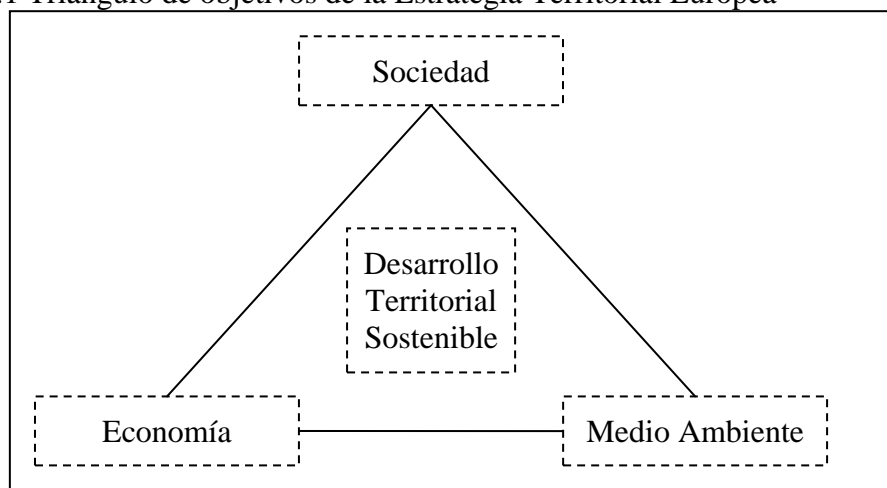 Triángulo de objetivos de la Estrategia Territorial Europea
Sociedad
Desarrollo
Territorial
Sostenible
Economía
Medio Ambiente